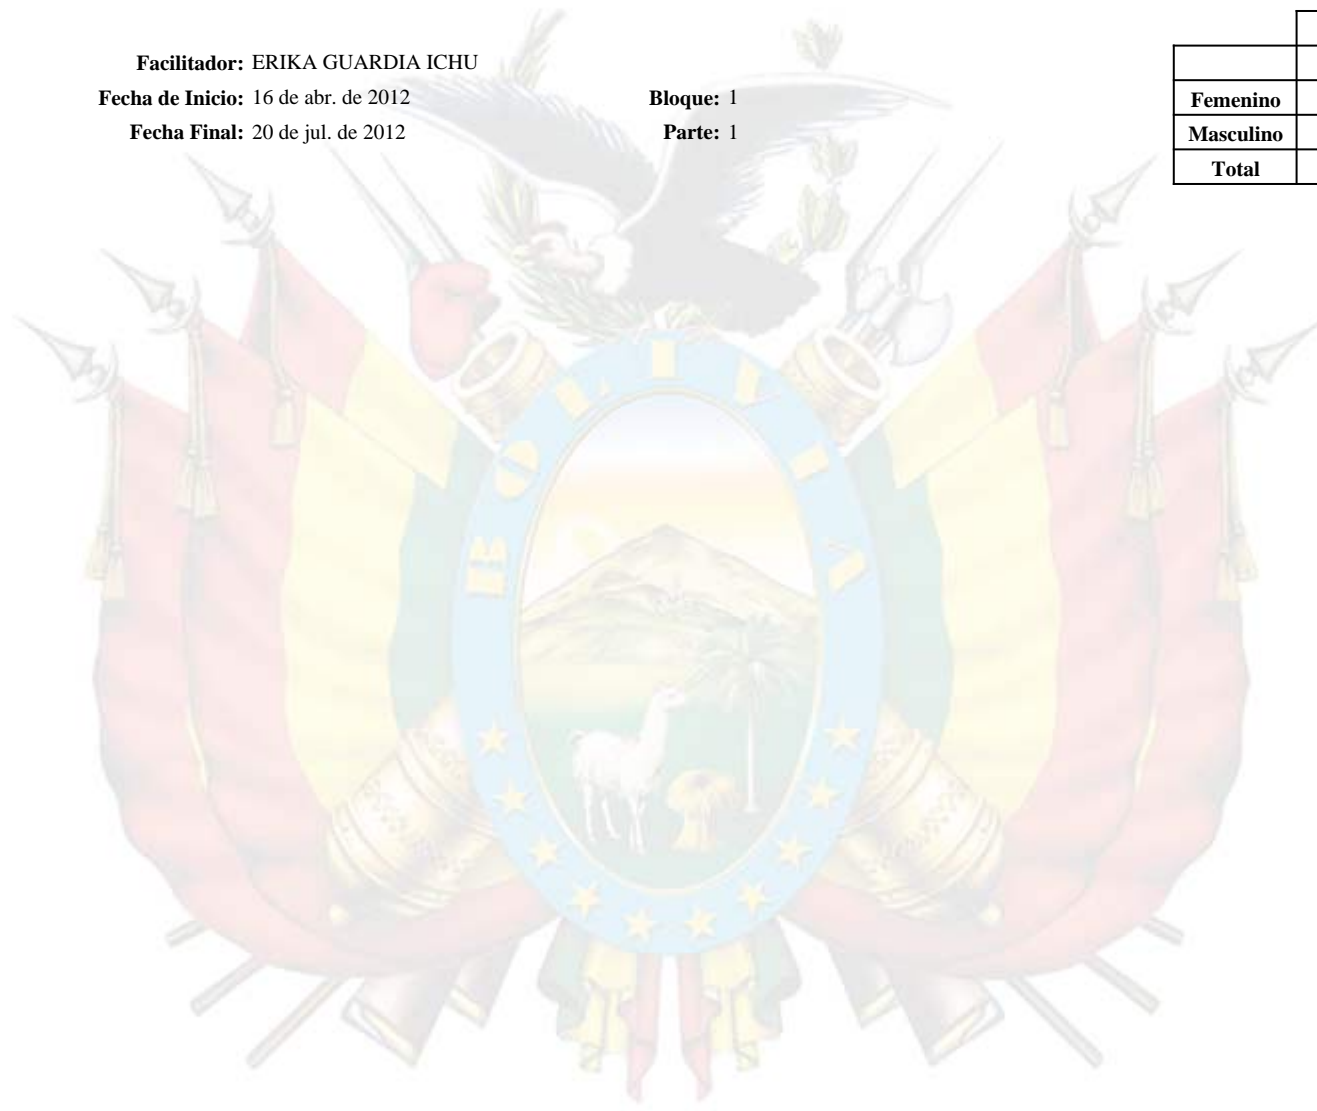 Facilitador: ERIKA GUARDIA ICHU
Fecha de Inicio: 16 de abr. de 2012 Bloque: 1
Fecha Final: 20 de jul. de 2012 Parte: 1
Femenino
Masculino
Total
BOLIVIA